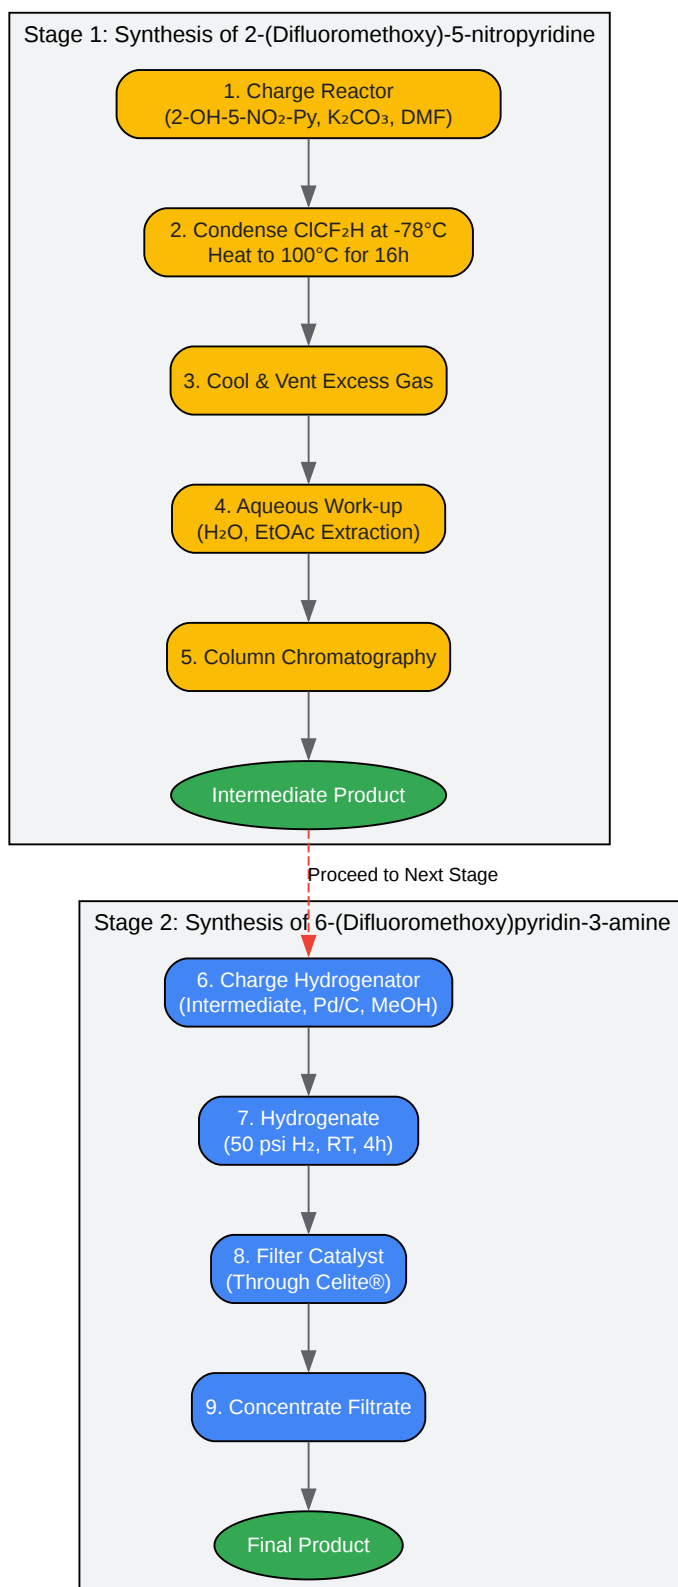 Stage 1: Synthesis of 2-(Difluoromethoxy)-5-nitropyridine
1. Charge Reactor
(2-OH-5-NO₂-Py, K₂CO₃, DMF)
2. Condense ClCF₂H at -78°C
Heat to 100°C for 16h
3. Cool & Vent Excess Gas
4. Aqueous Work-up
(H₂O, EtOAc Extraction)
5. Column Chromatography
Intermediate Product
Proceed to Next Stage
Stage 2: Synthesis of 6-(Difluoromethoxy)pyridin-3-amine
6. Charge Hydrogenator
(Intermediate, Pd/C, MeOH)
7. Hydrogenate
(50 psi H₂, RT, 4h)
8. Filter Catalyst
(Through Celite®)
9. Concentrate Filtrate
Final Product